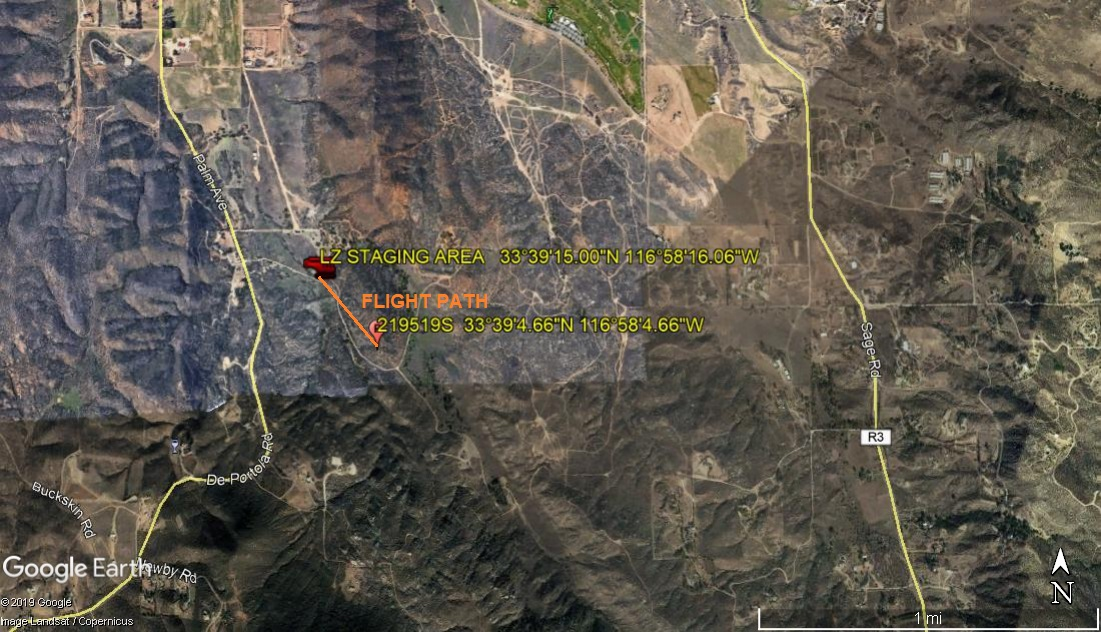 Palm Ave
LZ STAGING AREA 33°39'15.00"N 116°58'16.06"W
FLIGHT PATH
219519S 33°39'4.66"N 116°58'4.66"W
Sage Rd
R3
De Portola Rd
Buckskin Rd
Newby Rd
Google Earth
©2019 Google
Image Landsat / Copernicus
N
1 mi